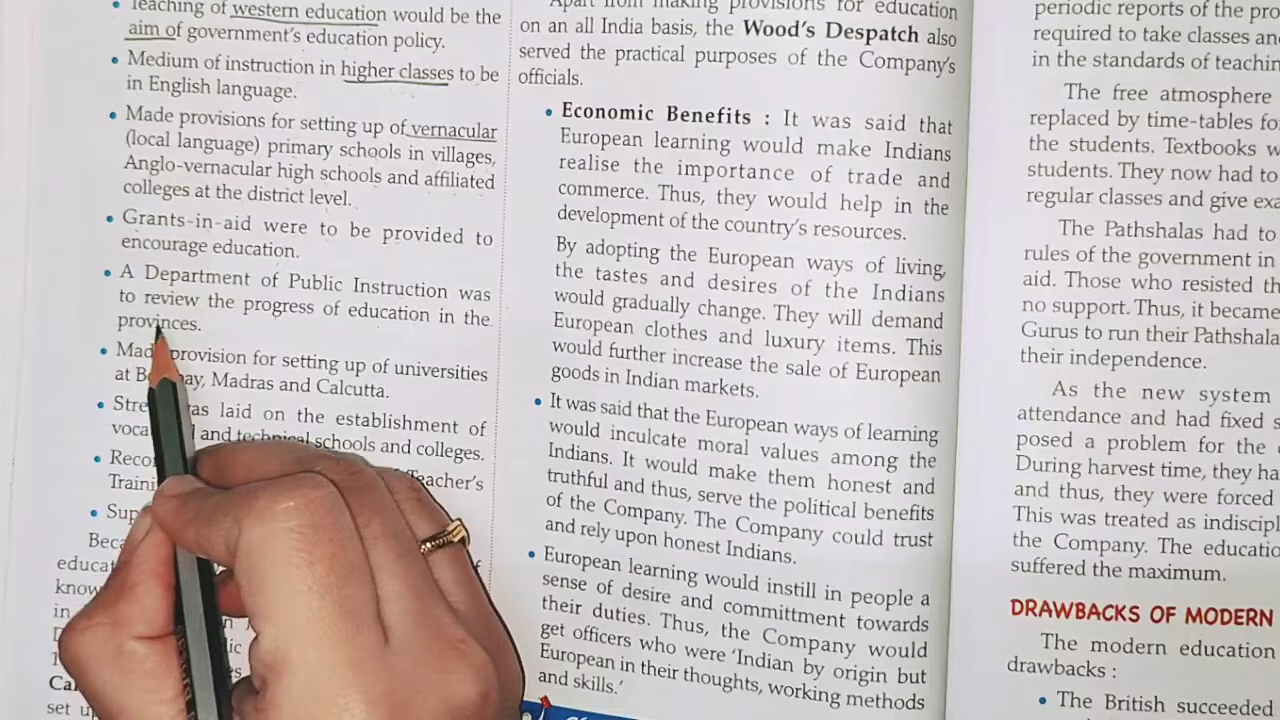 Teaching of western education would be the
aim of government's education policy.
• Medium of instruction in higher classes to be
in English language.
• Made provisions for setting up of vernacular
(local language) primary schools in villages,
Anglo-vernacular high schools and affiliated
colleges at the district level.
• Grants-in-aid were to be provided to
encourage education.
• A Department of Public Instruction was
to review the progress of education in the
provinces.
• provision for setting up of universities
at Madras and Calcutta.
• was laid on the establishment of
and technical schools and colleges.
•
•
in
set
Apart from making provisions for education
on an all India basis, the Wood's Despatch also
served the practical purposes of the Company's
officials.
• Economic Benefits : It was said that
European learning would make Indians
realise the importance of trade and
commerce. Thus, they would help in the
development of the country's resources.
By adopting the European ways of living,
the tastes and desires of the Indians
would gradually change. They will demand
European clothes and luxury items. This
would further increase the sale of European
goods in Indian markets.
• It was said that the European ways of learning
would inculcate moral values among the
Indians. It would make them honest and
truthful and thus, serve the political benefits
of the Company. The Company could trust
and rely upon honest Indians.
• European learning would instill in people a
sense of desire and committment towards
their duties. Thus, the Company would
get officers who were 'Indian by origin but
European in their thoughts, working methods
and skills.'
periodic reports of the
required to take classes
in the standards of
The free atmosphere
replaced by time-tables
the students. Textbooks
students. They now had to
regular classes and give
The Pathshalas had to
rules of the government in
aid. Those who resisted
no support. Thus, it became
Gurus to run their
their independence.
As the new system
attendance and had fixed
posed a problem for the
During harvest time, they
and thus, they were forced
This was treated as
the Company. The
suffered the maximum.
DRAWBACKS OF MODERN
The modern education
drawbacks :
• The British succeeded